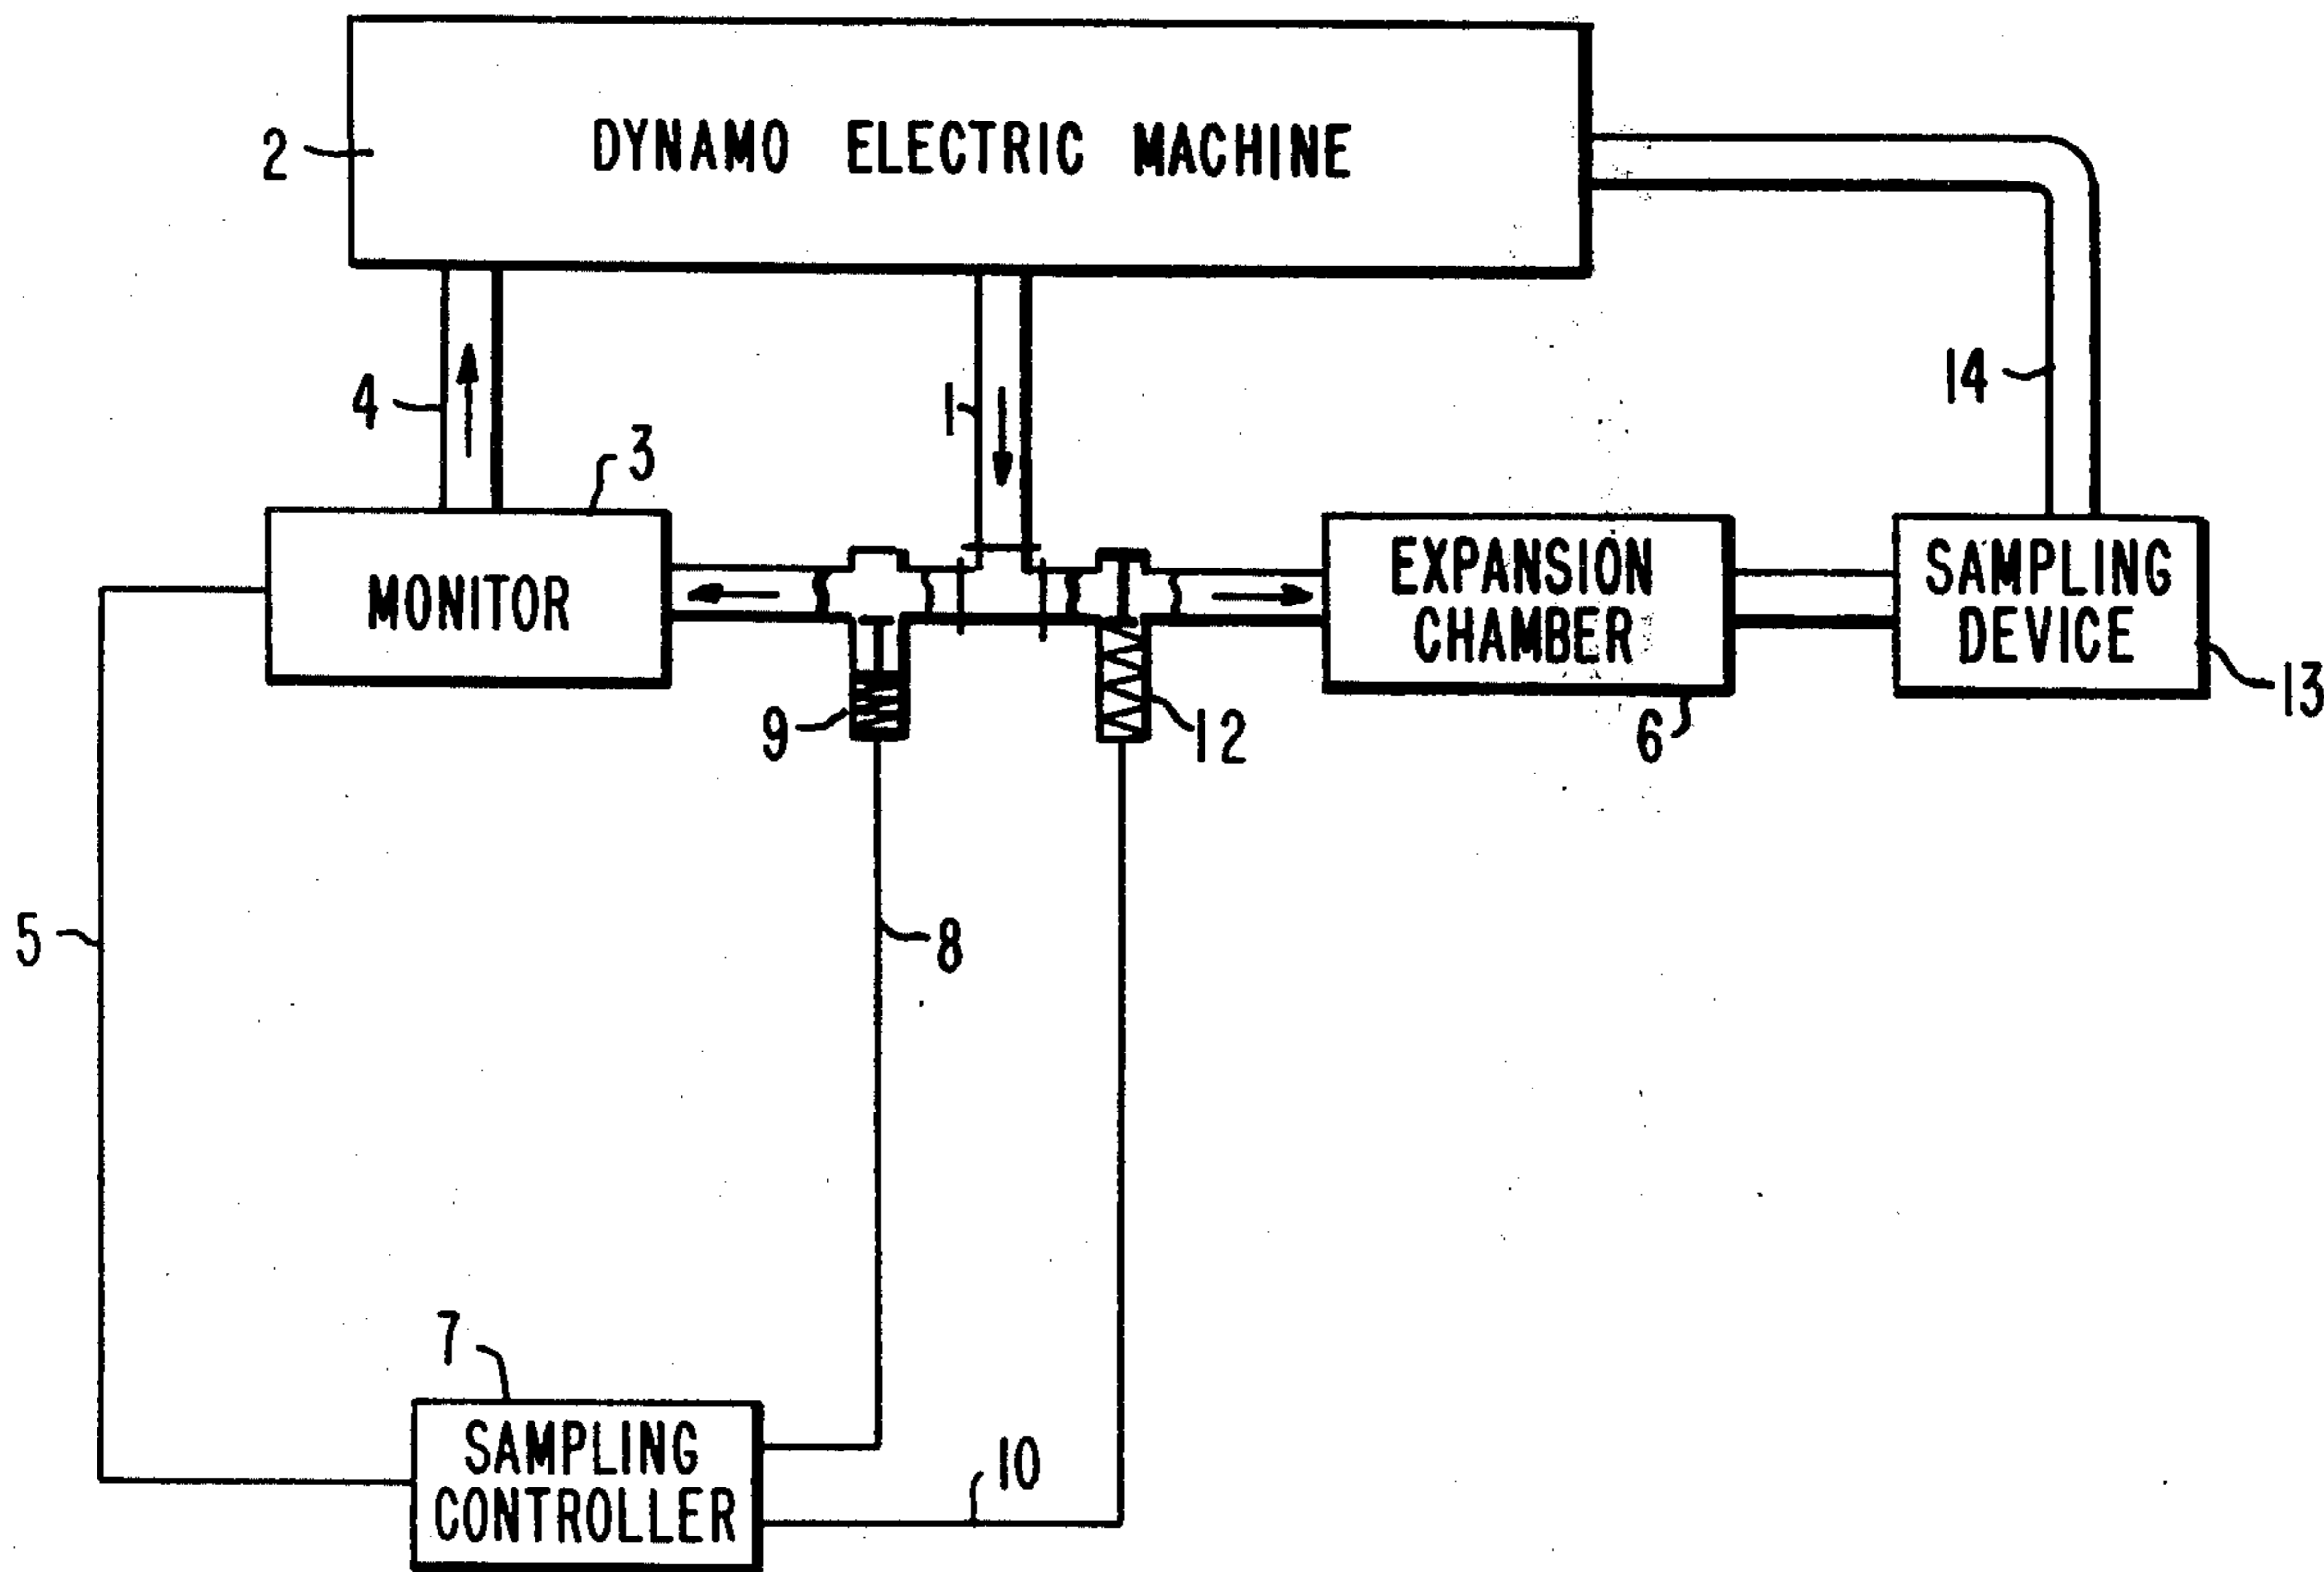 DYNAMO ELECTRIC MACHINE
2
4
1
14
3
MONITOR
EXPANSION
CHAMBER
SAMPLING
DEVICE
13
9
12
6
5
8
7
10
SAMPLING
CONTROLLER